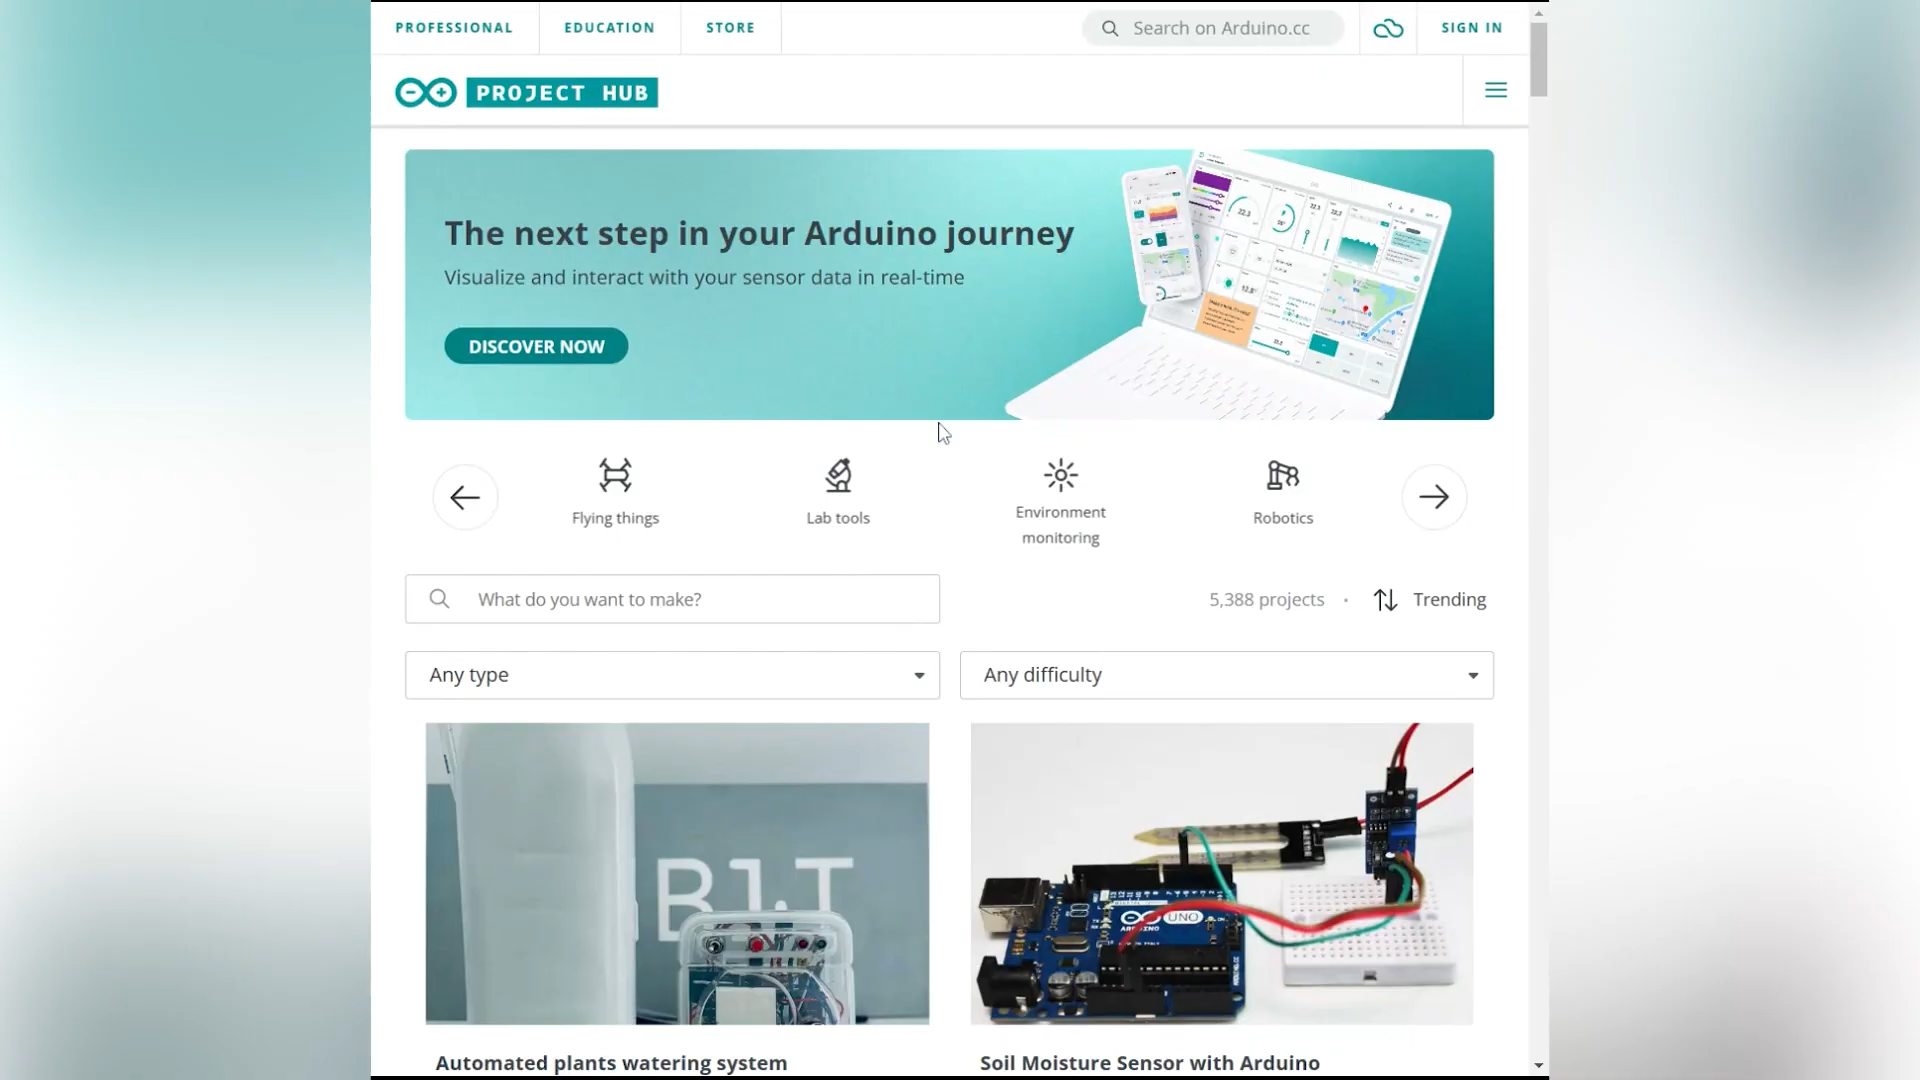 PROFESSIONAL
EDUCATION
STORE
Search on Arduino.cc
SIGN IN
PROJECT HUB
The next step in your Arduino journey
Visualize and interact with your sensor data in real-time
DISCOVER NOW
Flying things
Lab tools
Environment
monitoring
Robotics
What do you want to make?
5,388 projects • Trending
Any type
Any difficulty
B1T
UNO
ARDUINO
Automated plants watering system
Soil Moisture Sensor with Arduino